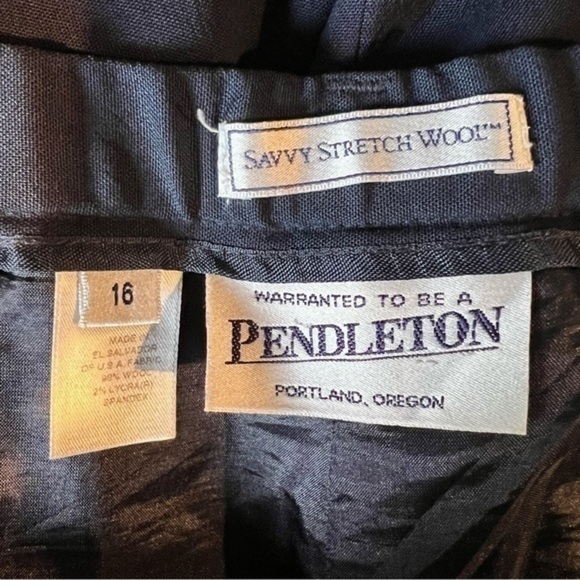 SAVVY STRETCH WOOL™
16
MADE IN
EL SALVADOR
OF U.S.A. FABRIC
98% WOOL
2% LYCRA(R)
SPANDEX
WARRANTED TO BE A
PENDLETON
PORTLAND, OREGON